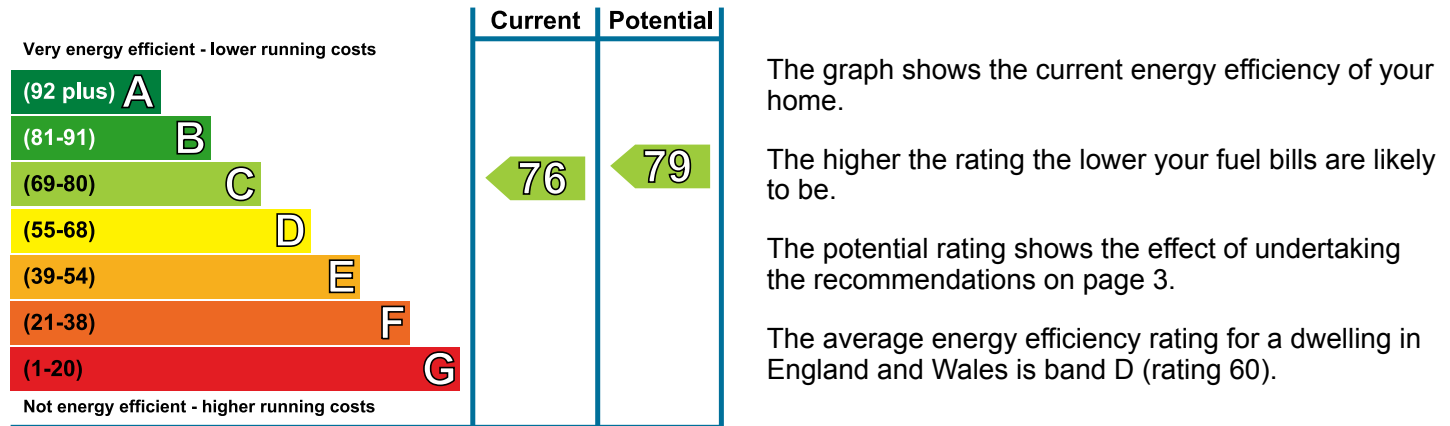 Current Potential
Very energy efficient - lower running costs
(92 plus) A
(81-91) B
(69-80) C
(55-68) D
(39-54) E
(21-38) F
(1-20) G
Not energy efficient - higher running costs
76 79
The graph shows the current energy efficiency of your
home.
The higher the rating the lower your fuel bills are likely
to be.
The potential rating shows the effect of undertaking
the recommendations on page 3.
The average energy efficiency rating for a dwelling in
England and Wales is band D (rating 60).